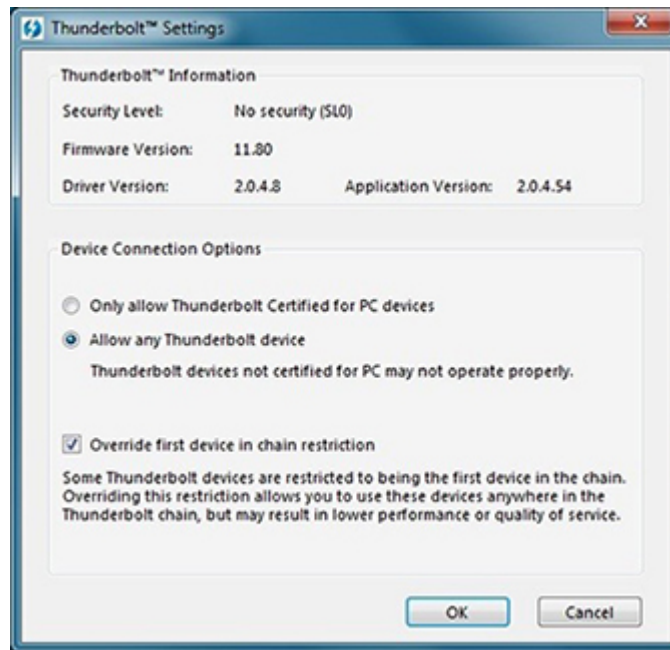 Thunderbolt™ Settings
Thunderbolt™ Information
Security Level: No security (SL0)
Firmware Version: 11.80
Driver Version: 2.0.4.8 Application Version: 2.0.4.54
Device Connection Options
Only allow Thunderbolt Certified for PC devices
Allow any Thunderbolt device
Thunderbolt devices not certified for PC may not operate properly.
Override first device in chain restriction
Some Thunderbolt devices are restricted to being the first device in the chain.
Overriding this restriction allows you to use these devices anywhere in the
Thunderbolt chain, but may result in lower performance or quality of service.
OK Cancel